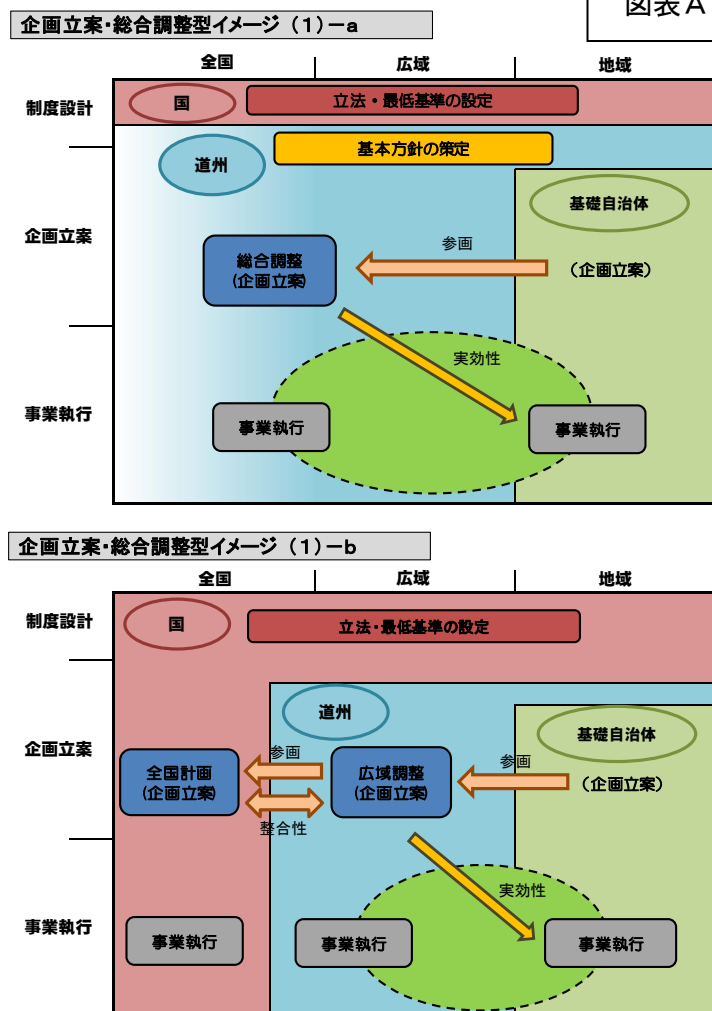 図表A
企画立案・総合調整型イメージ（1）－a
全国
広域
地域
制度設計
国
立法・最低基準の設定
基本方針の策定
道州
基礎自治体
企画立案
総合調整
(企画立案)
参画
（企画立案）
実効性
事業執行
事業執行
事業執行
企画立案・総合調整型イメージ（1）－b
全国
広域
地域
制度設計
国
立法・最低基準の設定
道州
基礎自治体
企画立案
全国計画
(企画立案)
参画
整合性
広域調整
(企画立案)
参画
（企画立案）
実効性
事業執行
事業執行
事業執行
事業執行